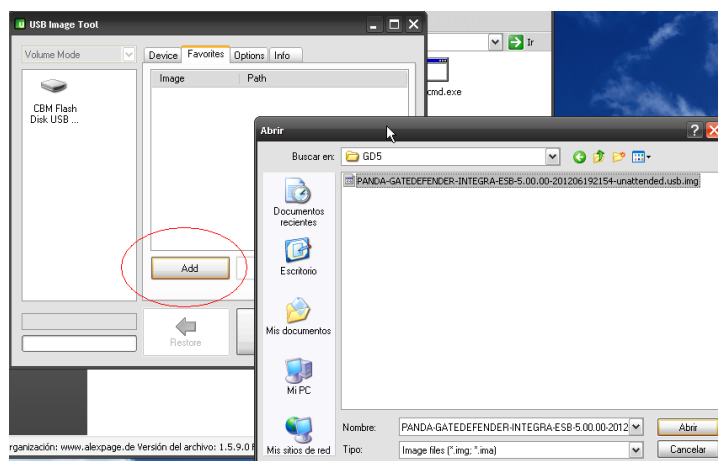 USB Image Tool
Volume Mode
Device Favorites Options Info
Image Path
CBM Flash
Disk USB ...
Add
Restore
Ir
cmd.exe
Abrir
Buscar en: GD5
PANDA-GATEDEFENDER-INTEGRA-ESB-5.00.00-201206192154-unattended.usb.img
Documentos
recientes
Escritorio
Mis documentos
Mi PC
Mis sitios de red
Nombre: PANDA-GATEDEFENDER-INTEGRA-ESB-5.00.00-2012 Abrir
Tipo: Image files (*.img; *.ima) Cancelar
rganización: www.alexpage.de Versión del archivo: 1.5.9.0